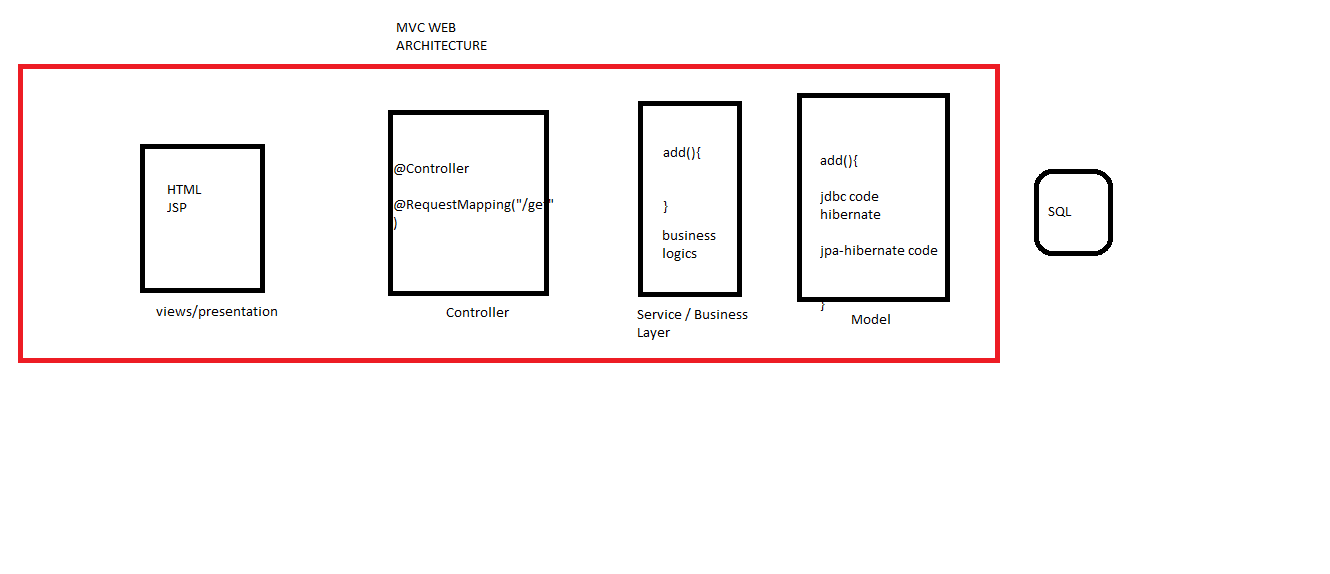 MVC WEB
ARCHITECTURE
HTML
JSP
views/presentation
@Controller
@RequestMapping("/get"
)
Controller
add(){
}
business
logics
Service / Business
Layer
add(){
jdbc code
hibernate
jpa-hibernate code
}
Model
SQL